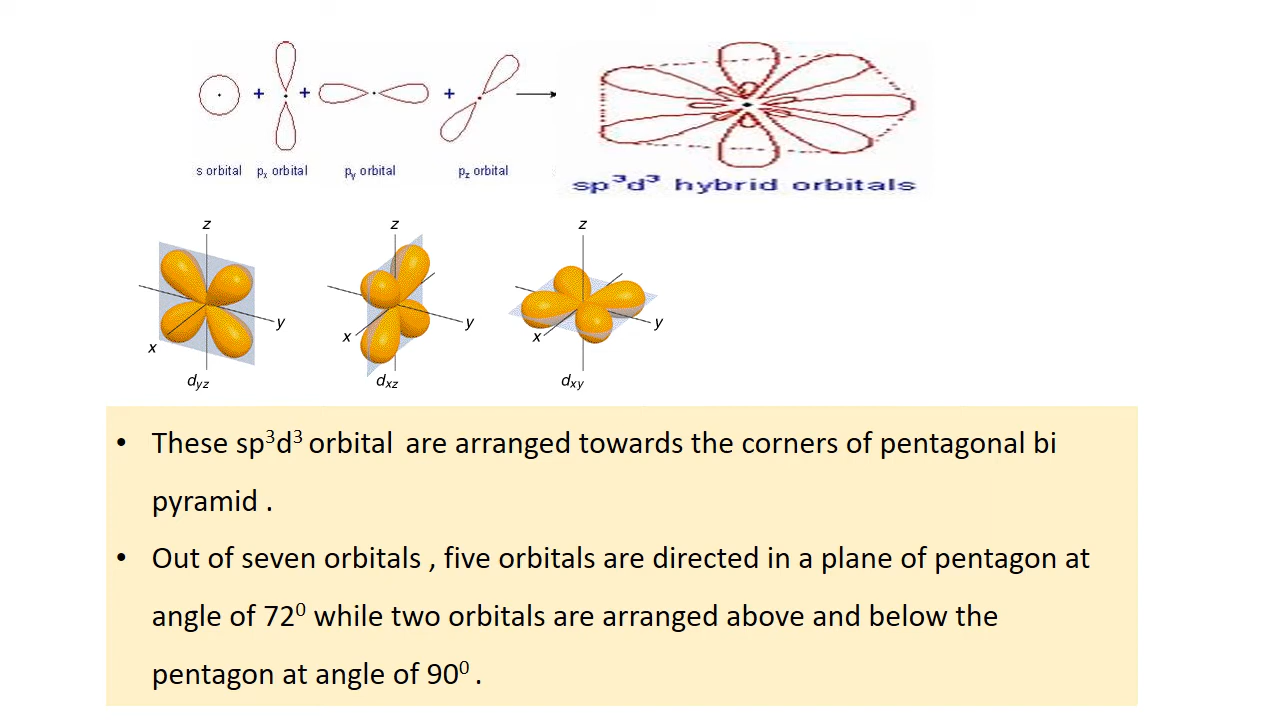 + + + 
s orbital pₓ orbital p_y orbital p_z orbital
sp³d³ hybrid orbitals
z z z
y y y
x x x
d_yz d_xz d_xy
• These sp³d³ orbital are arranged towards the corners of pentagonal bi
pyramid .
• Out of seven orbitals , five orbitals are directed in a plane of pentagon at
angle of 72⁰ while two orbitals are arranged above and below the
pentagon at angle of 90⁰ .